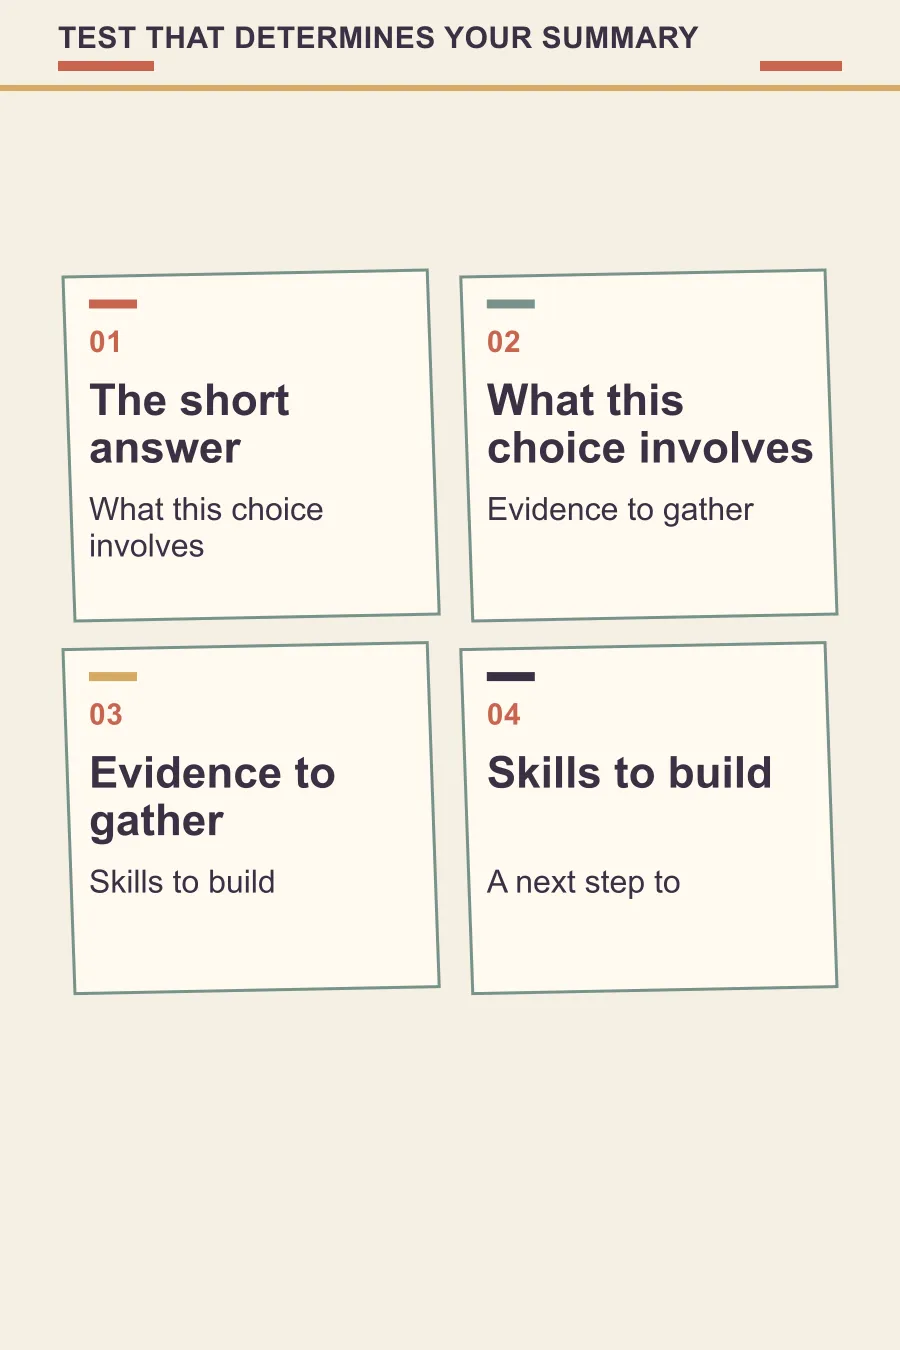 TEST THAT DETERMINES YOUR SUMMARY
01
The short
answer
What this choice
involves
02
What this
choice involves
Evidence to gather
03
Evidence to
gather
Skills to build
04
Skills to build
A next step to